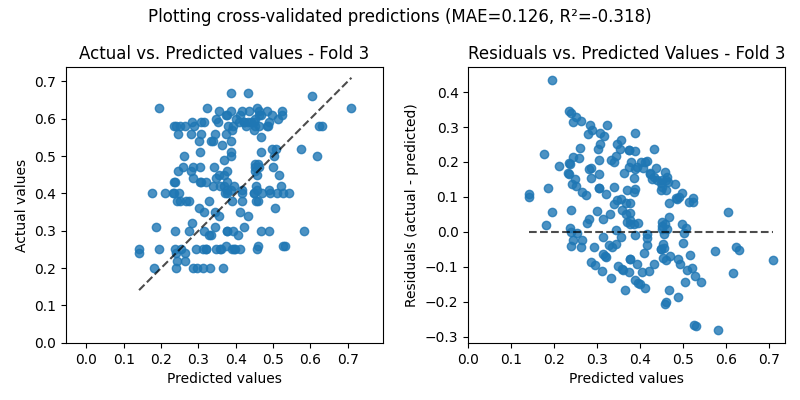 Plotting cross-validated predictions (MAE=0.126, R²=-0.318)
Actual vs. Predicted values - Fold 3
Actual values
0.7
0.6
0.5
0.4
0.3
0.2
0.1
0.0
0.0 0.1 0.2 0.3 0.4 0.5 0.6 0.7
Predicted values
Residuals vs. Predicted Values - Fold 3
Residuals (actual - predicted)
0.4
0.3
0.2
0.1
0.0
−0.1
−0.2
−0.3
0.0 0.1 0.2 0.3 0.4 0.5 0.6 0.7
Predicted values